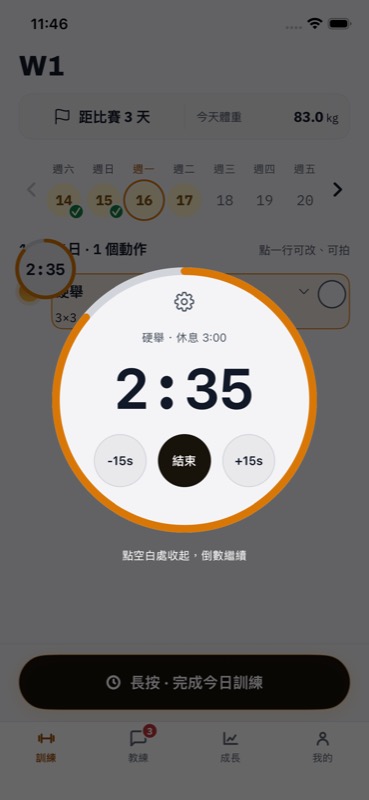 11:46
W1
距比賽 3 天 今天體重 83.0 kg
週六 週日 週一 週二 週三 週四 週五
14 15 16 17 18 19 20
日 · 1 個動作 點一行可改、可拍
2:35
硬舉
3×3
硬舉 · 休息 3:00
2:35
-15s 結束 +15s
點空白處收起，倒數繼續
長按 · 完成今日訓練
3
訓練 教練 成長 我的